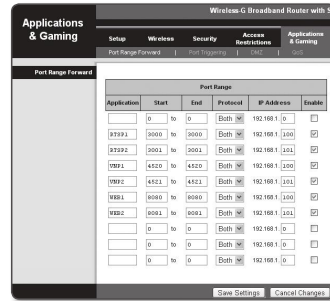 Wireless-G Broadband Router with
Applications & Gaming
Setup Wireless Security Access Restrictions Applications & Gaming
Port Range Forward | Port Triggering | DMZ | QoS
Port Range Forward
Port Range
Application Start End Protocol IP Address Enable
0 to 0 Both 192.168.1. 0
RTSP1 3000 to 3000 Both 192.168.1. 100
RTSP2 3001 to 3001 Both 192.168.1. 101
VNP1 4520 to 4520 Both 192.168.1. 100
VNP2 4521 to 4521 Both 192.168.1. 101
WEB1 8080 to 8080 Both 192.168.1. 100
WEB2 8081 to 8081 Both 192.168.1. 101
0 to 0 Both 192.168.1. 0
0 to 0 Both 192.168.1. 0
0 to 0 Both 192.168.1. 0
Save Settings Cancel Changes